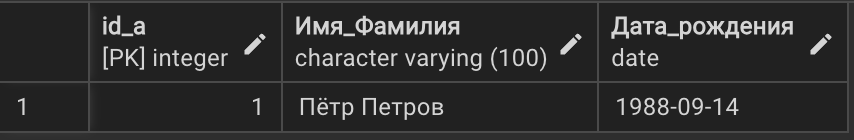 id_a Имя_Фамилия Дата_рождения
[PK] integer character varying (100) date
1 1 Пётр Петров 1988-09-14